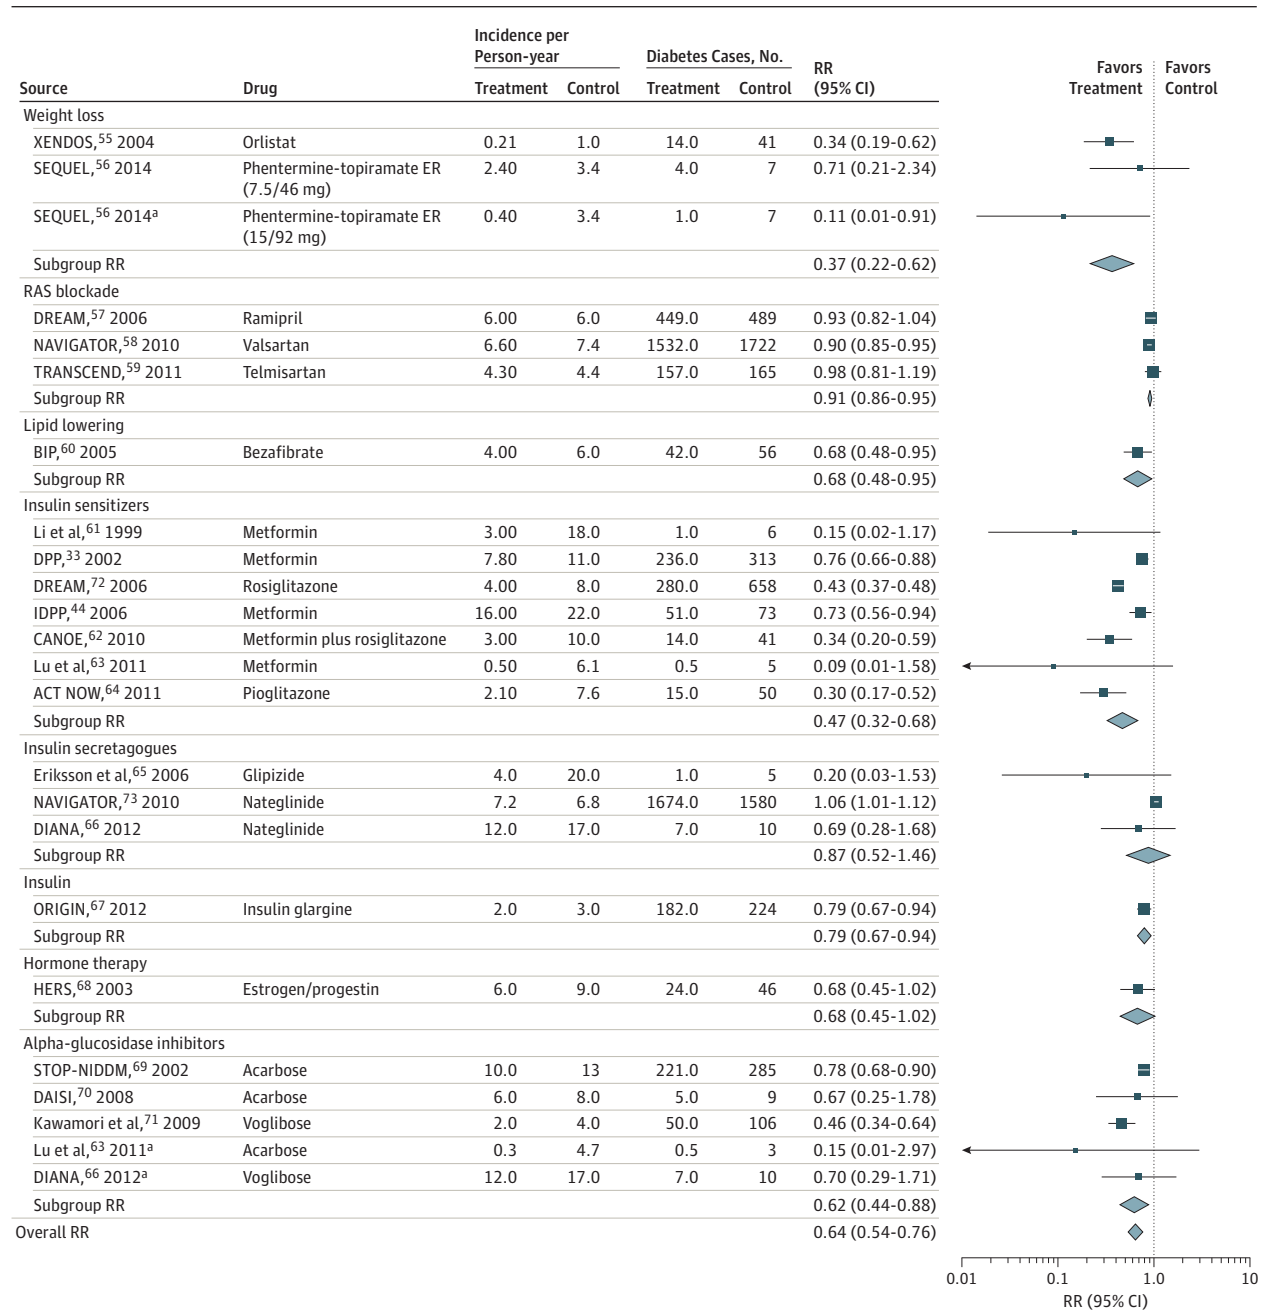 Incidence per
Person-year Diabetes Cases, No. RR Favors Favors
Source Drug Treatment Control Treatment Control (95% CI) Treatment Control
Weight loss
XENDOS,55 2004 Orlistat 0.21 1.0 14.0 41 0.34 (0.19-0.62)
SEQUEL,56 2014 Phentermine-topiramate ER 2.40 3.4 4.0 7 0.71 (0.21-2.34)
(7.5/46 mg)
SEQUEL,56 2014a Phentermine-topiramate ER 0.40 3.4 1.0 7 0.11 (0.01-0.91)
(15/92 mg)
Subgroup RR 0.37 (0.22-0.62)
RAS blockade
DREAM,57 2006 Ramipril 6.00 6.0 449.0 489 0.93 (0.82-1.04)
NAVIGATOR,58 2010 Valsartan 6.60 7.4 1532.0 1722 0.90 (0.85-0.95)
TRANSCEND,59 2011 Telmisartan 4.30 4.4 157.0 165 0.98 (0.81-1.19)
Subgroup RR 0.91 (0.86-0.95)
Lipid lowering
BIP,60 2005 Bezafibrate 4.00 6.0 42.0 56 0.68 (0.48-0.95)
Subgroup RR 0.68 (0.48-0.95)
Insulin sensitizers
Li et al,61 1999 Metformin 3.00 18.0 1.0 6 0.15 (0.02-1.17)
DPP,33 2002 Metformin 7.80 11.0 236.0 313 0.76 (0.66-0.88)
DREAM,72 2006 Rosiglitazone 4.00 8.0 280.0 658 0.43 (0.37-0.48)
IDPP,44 2006 Metformin 16.00 22.0 51.0 73 0.73 (0.56-0.94)
CANOE,62 2010 Metformin plus rosiglitazone 3.00 10.0 14.0 41 0.34 (0.20-0.59)
Lu et al,63 2011 Metformin 0.50 6.1 0.5 5 0.09 (0.01-1.58)
ACT NOW,64 2011 Pioglitazone 2.10 7.6 15.0 50 0.30 (0.17-0.52)
Subgroup RR 0.47 (0.32-0.68)
Insulin secretagogues
Eriksson et al,65 2006 Glipizide 4.0 20.0 1.0 5 0.20 (0.03-1.53)
NAVIGATOR,73 2010 Nateglinide 7.2 6.8 1674.0 1580 1.06 (1.01-1.12)
DIANA,66 2012 Nateglinide 12.0 17.0 7.0 10 0.69 (0.28-1.68)
Subgroup RR 0.87 (0.52-1.46)
Insulin
ORIGIN,67 2012 Insulin glargine 2.0 3.0 182.0 224 0.79 (0.67-0.94)
Subgroup RR 0.79 (0.67-0.94)
Hormone therapy
HERS,68 2003 Estrogen/progestin 6.0 9.0 24.0 46 0.68 (0.45-1.02)
Subgroup RR 0.68 (0.45-1.02)
Alpha-glucosidase inhibitors
STOP-NIDDM,69 2002 Acarbose 10.0 13 221.0 285 0.78 (0.68-0.90)
DAISI,70 2008 Acarbose 6.0 8.0 5.0 9 0.67 (0.25-1.78)
Kawamori et al,71 2009 Voglibose 2.0 4.0 50.0 106 0.46 (0.34-0.64)
Lu et al,63 2011a Acarbose 0.3 4.7 0.5 3 0.15 (0.01-2.97)
DIANA,66 2012a Voglibose 12.0 17.0 7.0 10 0.70 (0.29-1.71)
Subgroup RR 0.62 (0.44-0.88)
Overall RR 0.64 (0.54-0.76)
0.01 0.1 1.0 10
RR (95% CI)